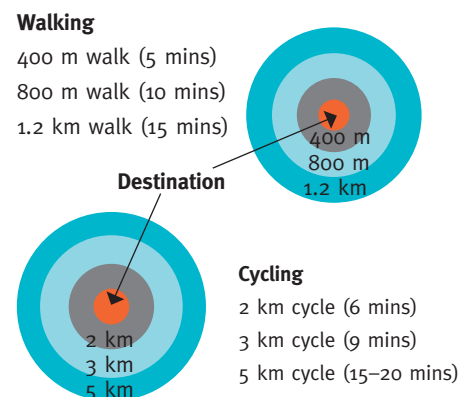 Walking
400 m walk (5 mins)
800 m walk (10 mins)
1.2 km walk (15 mins)
400 m
800 m
1.2 km
Destination
2 km
3 km
5 km
Cycling
2 km cycle (6 mins)
3 km cycle (9 mins)
5 km cycle (15–20 mins)